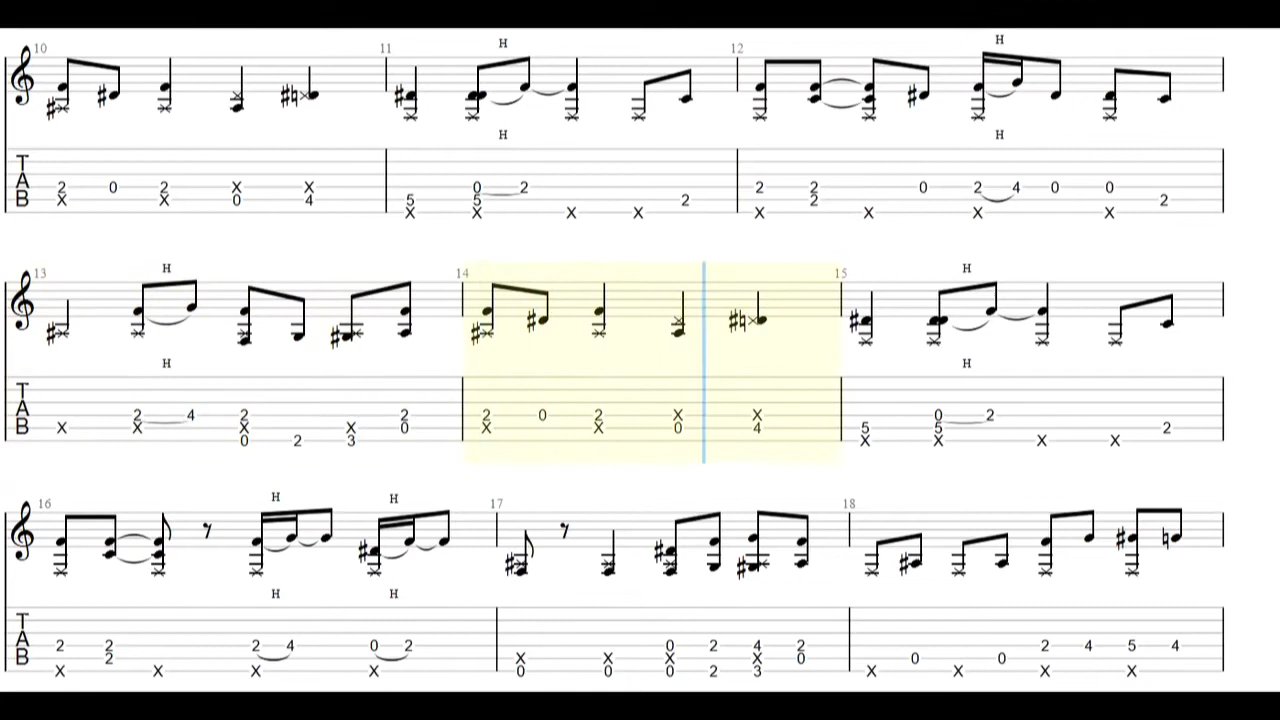 10 11 H 12 H
H H
T 2 0 2 X X 0 2 2 2 0 2 4 0 0
A X X 0 4 5 5 2 2 2
B X X X X X X X X
13 H 14 15 H
H H
T 2 4 2 2 2 0 2 X X 0 2
A X X X X 0 X X 0 4 5 5 2
B 0 2 3 X X X X
16 H H 17 18
H H
T 2 2 2 4 0 2 0 2 4 2 2 4 5 4
A 2 X X X X 0 0 0
B X X X X 0 0 0 2 3 X X X X